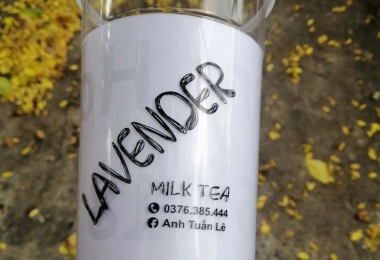 LAVENDER
MILK TEA
0376.385.444
Anh Tuấn Lê